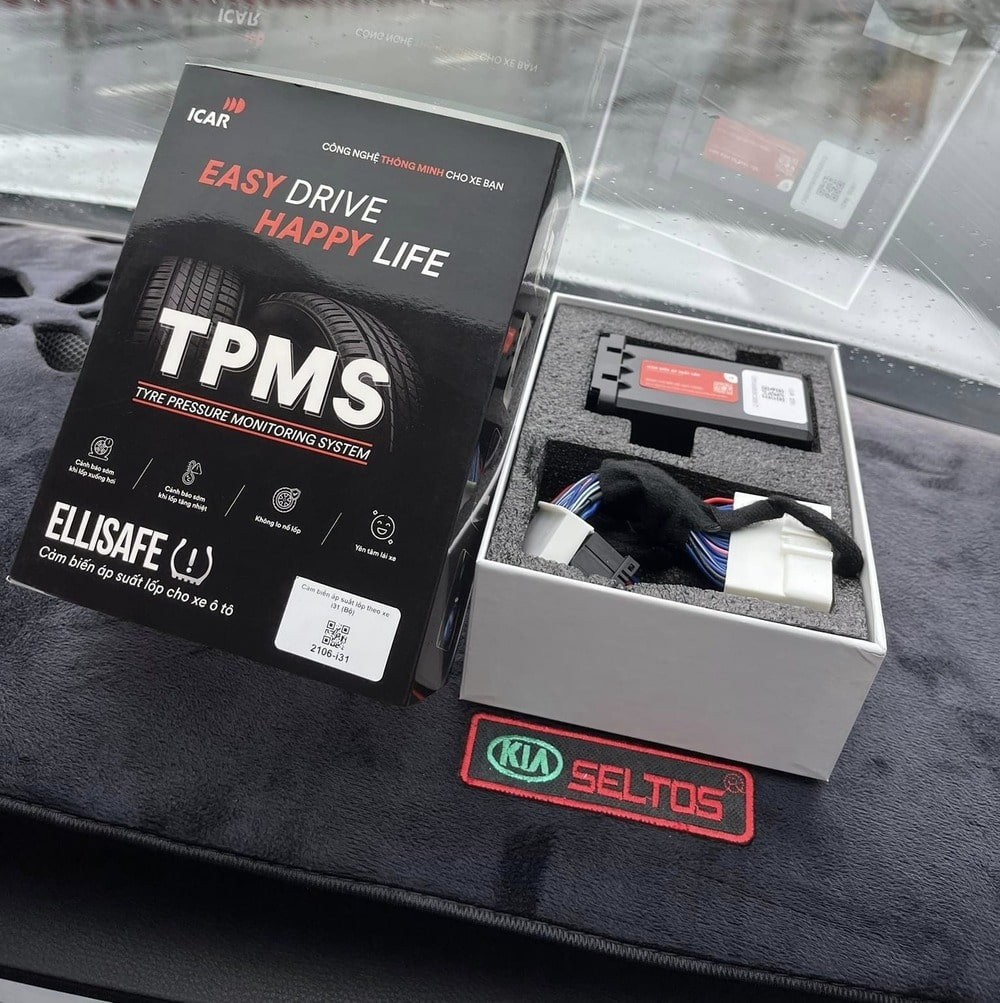 ICAR
CÔNG NGHỆ THÔNG MINH CHO XE BẠN
EASY DRIVE
HAPPY LIFE
TPMS
TYRE PRESSURE MONITORING SYSTEM
Cảnh báo sớm
khi lốp xuống hơi
Cảnh báo sớm
khi lốp tăng nhiệt
Không lo nổ lốp
Yên tâm lái xe
ELLISAFE
Cảm biến áp suất lốp cho xe ô tô
Cảm biến áp suất lốp theo xe
i31 (Bộ)
2106-i31
KIA SELTOS